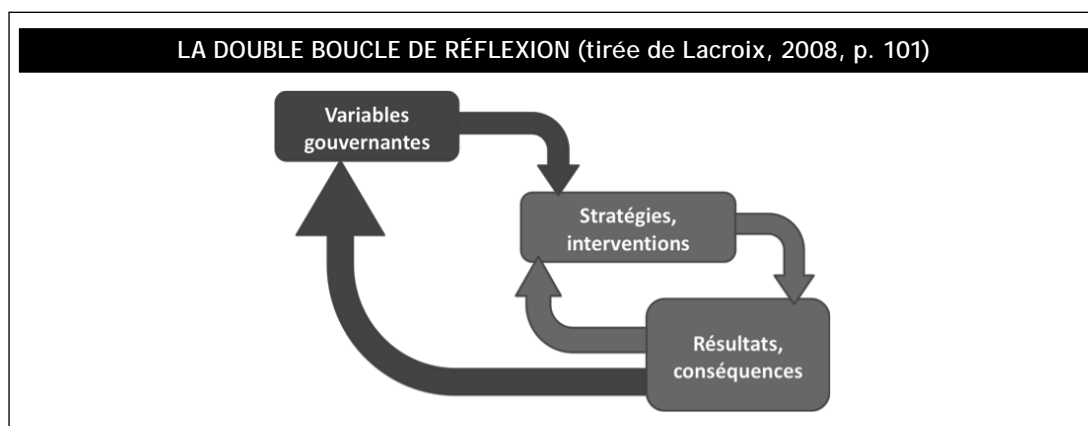 LA DOUBLE BOUCLE DE RÉFLEXION (tirée de Lacroix, 2008, p. 101)
Variables
gouvernantes
Stratégies,
interventions
Résultats,
conséquences